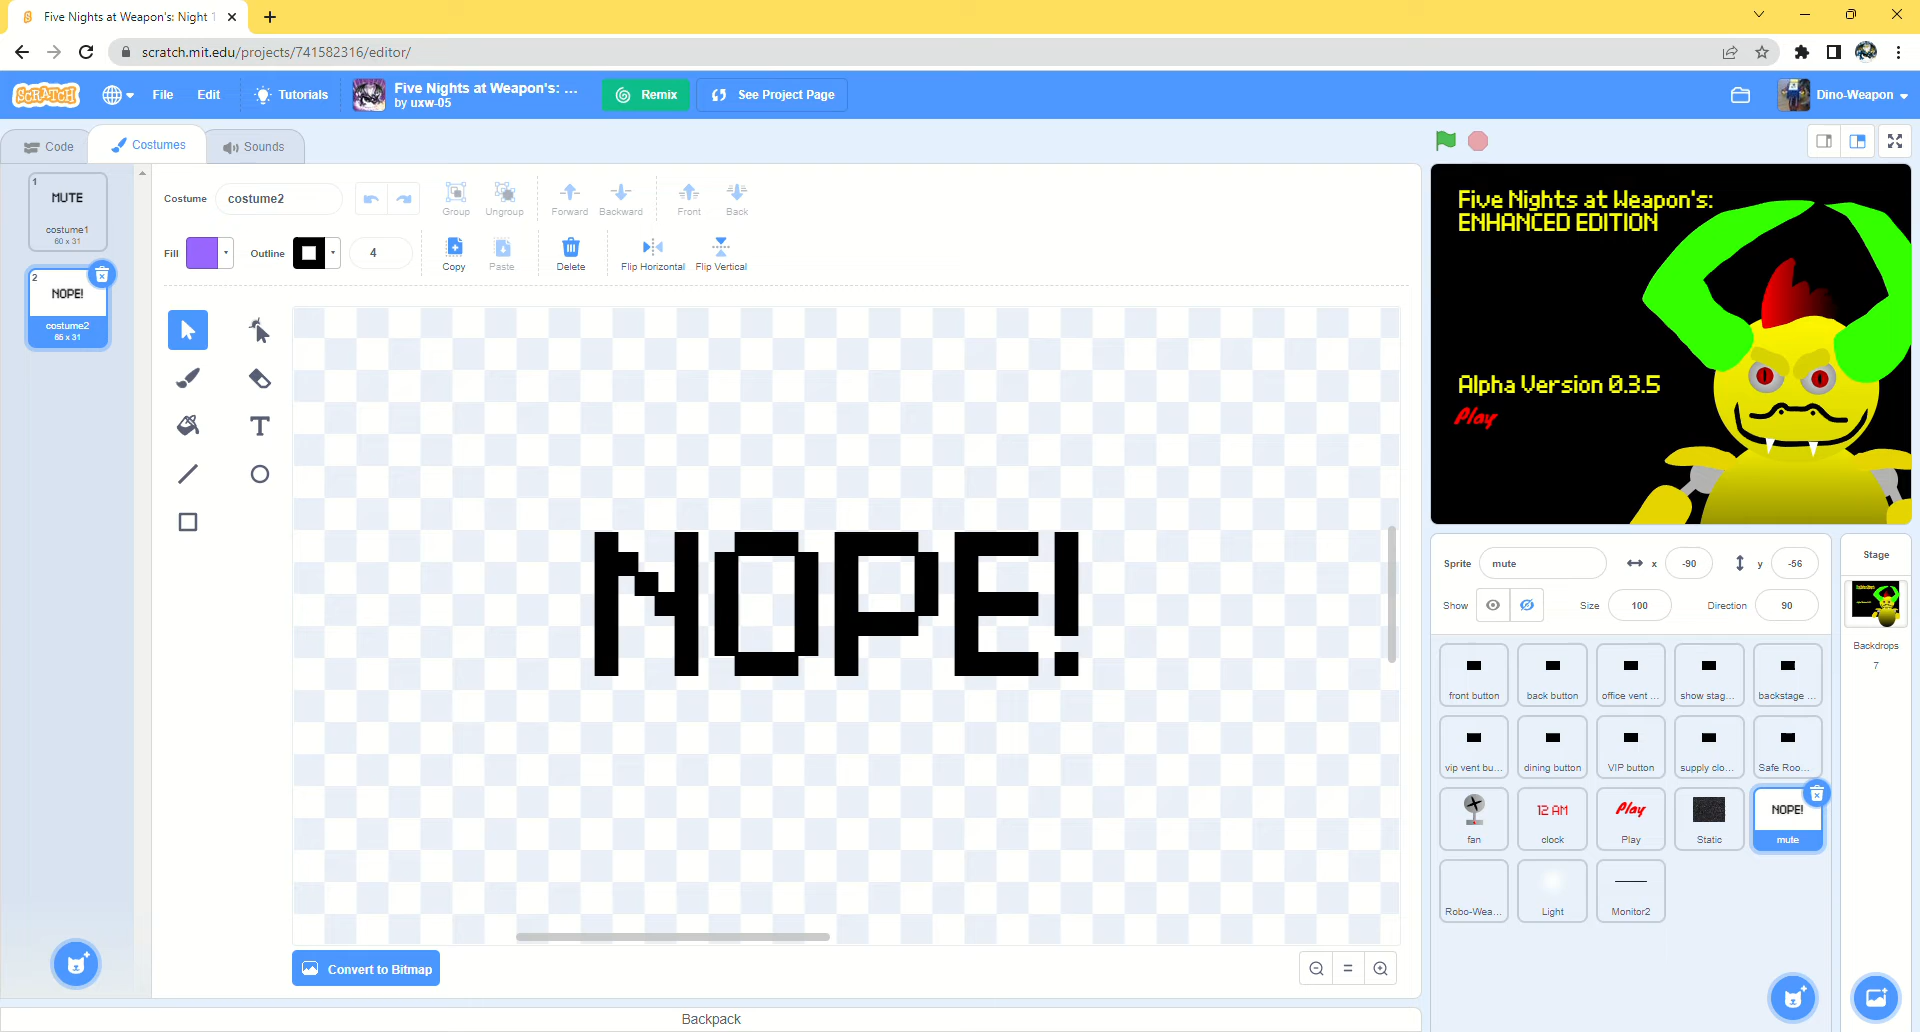 Five Nights at Weapon's: Night 1
scratch.mit.edu/projects/741582316/editor/
SCRATCH
File
Edit
Tutorials
Five Nights at Weapon's: ...
by uxw-05
Remix
See Project Page
Dino-Weapon
Code
Costumes
Sounds
1
MUTE
costume1
60 x 31
2
NOPE!
costume2
65 x 31
Costume
costume2
Group
Ungroup
Forward
Backward
Front
Back
Fill
Outline
4
Copy
Paste
Delete
Flip Horizontal
Flip Vertical
T
NOPE!
Convert to Bitmap
Backpack
Five Nights at Weapon's:
ENHANCED EDITION
Alpha Version 0.3.5
Play
Sprite
mute
x
-90
y
-56
Show
Size
100
Direction
90
front button
back button
office vent ...
show stag...
backstage ...
vip vent bu...
dining button
VIP button
supply clo...
Safe Roo...
fan
12 AM
clock
Play
Play
Static
NOPE!
mute
Robo-Wea...
Light
Monitor2
Stage
Backdrops
7